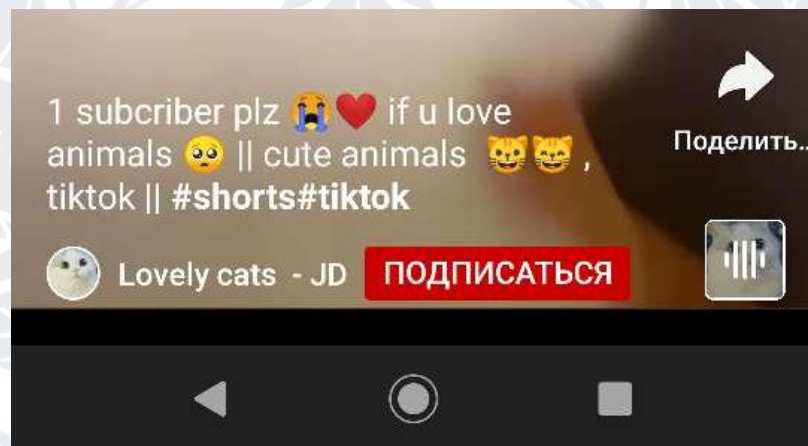 1 subcriber plz 😭❤️ if u love
animals 🥺 || cute animals 😺😸 ,
tiktok || #shorts#tiktok
Поделить..
Lovely cats - JD
ПОДПИСАТЬСЯ